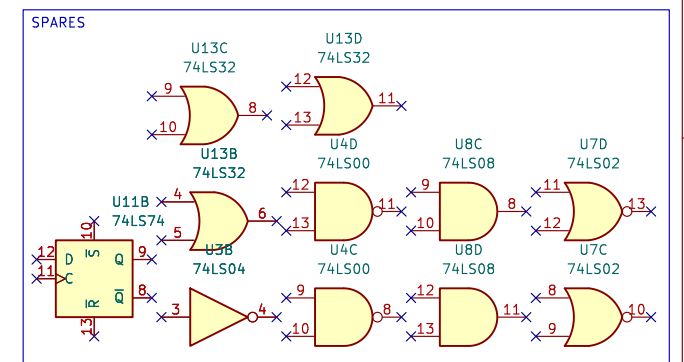 SPARES
U13C
74LS32
9
10
8
U13D
74LS32
12
13
11
U13B
74LS32
4
5
6
U4D
74LS00
12
13
11
U8C
74LS08
9
10
8
U7D
74LS02
11
12
13
U11B
74LS74
10
S
12
D
Q
9
11
C
R
Q
8
13
U3B
74LS04
3
4
U4C
74LS00
9
10
8
U8D
74LS08
12
13
11
U7C
74LS02
8
9
10